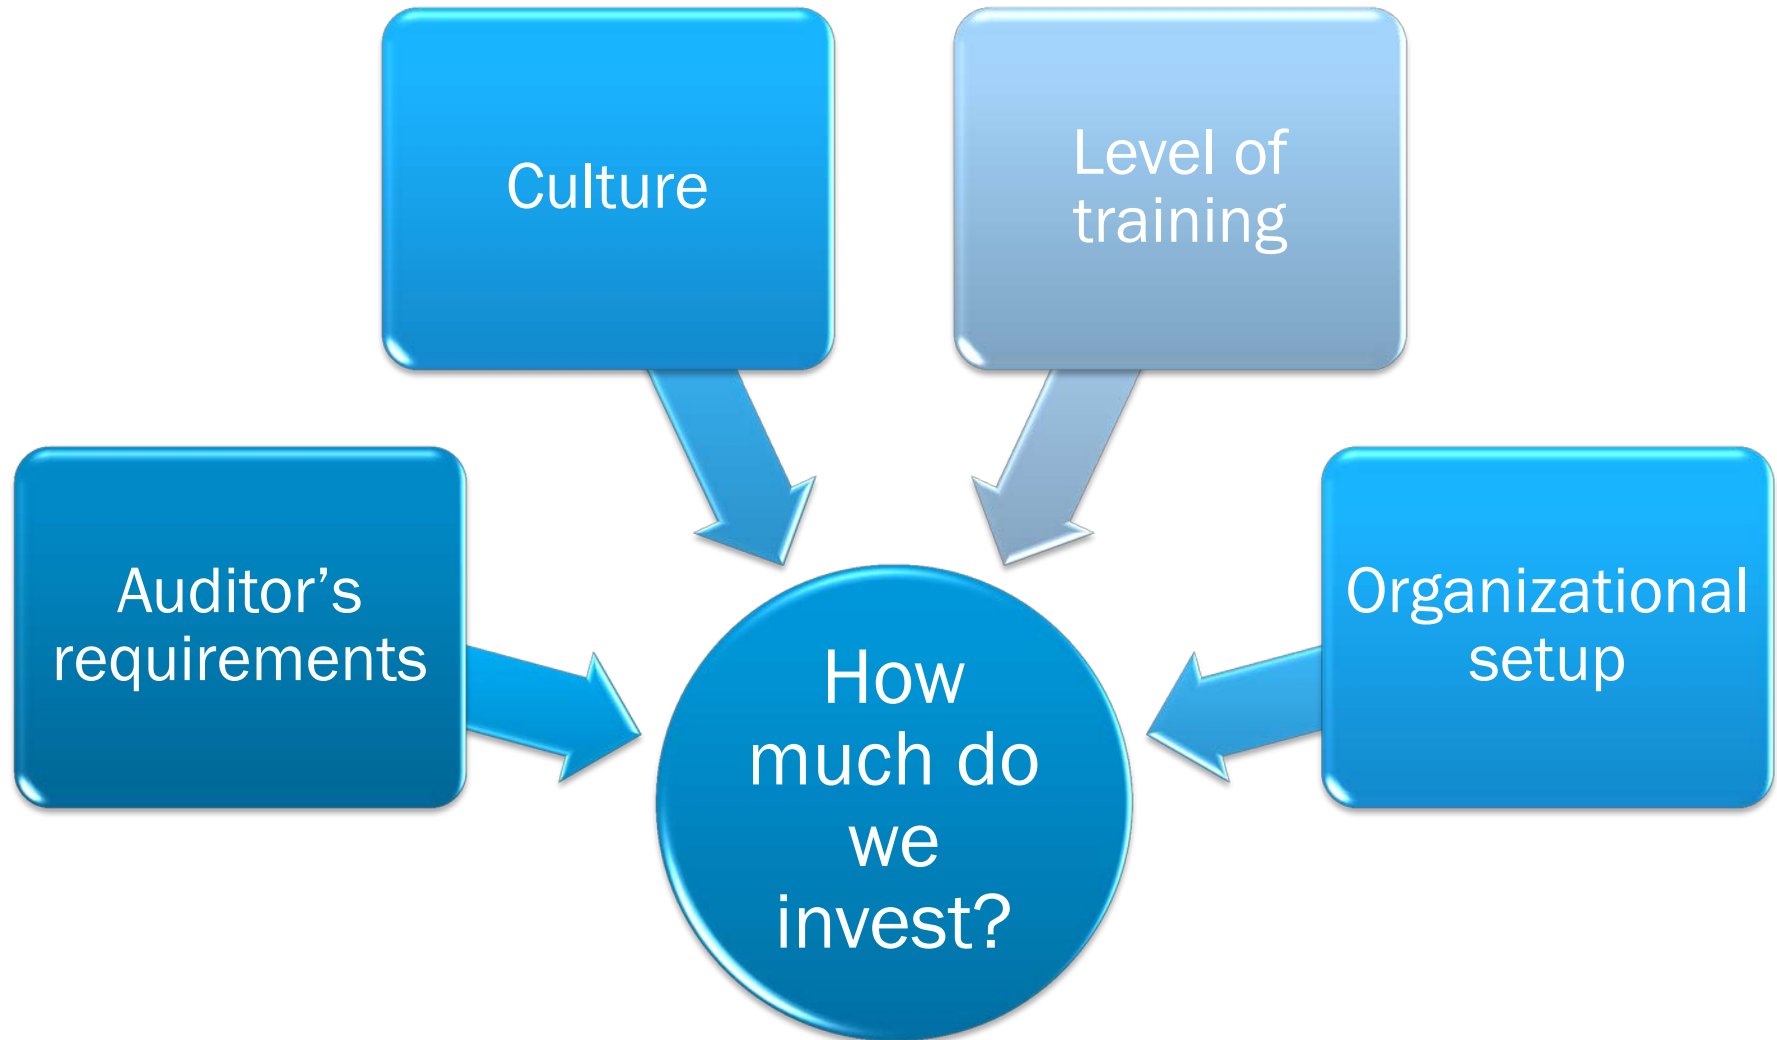 Culture
Level of
training
Auditor’s
requirements
Organizational
setup
How
much do
we
invest?